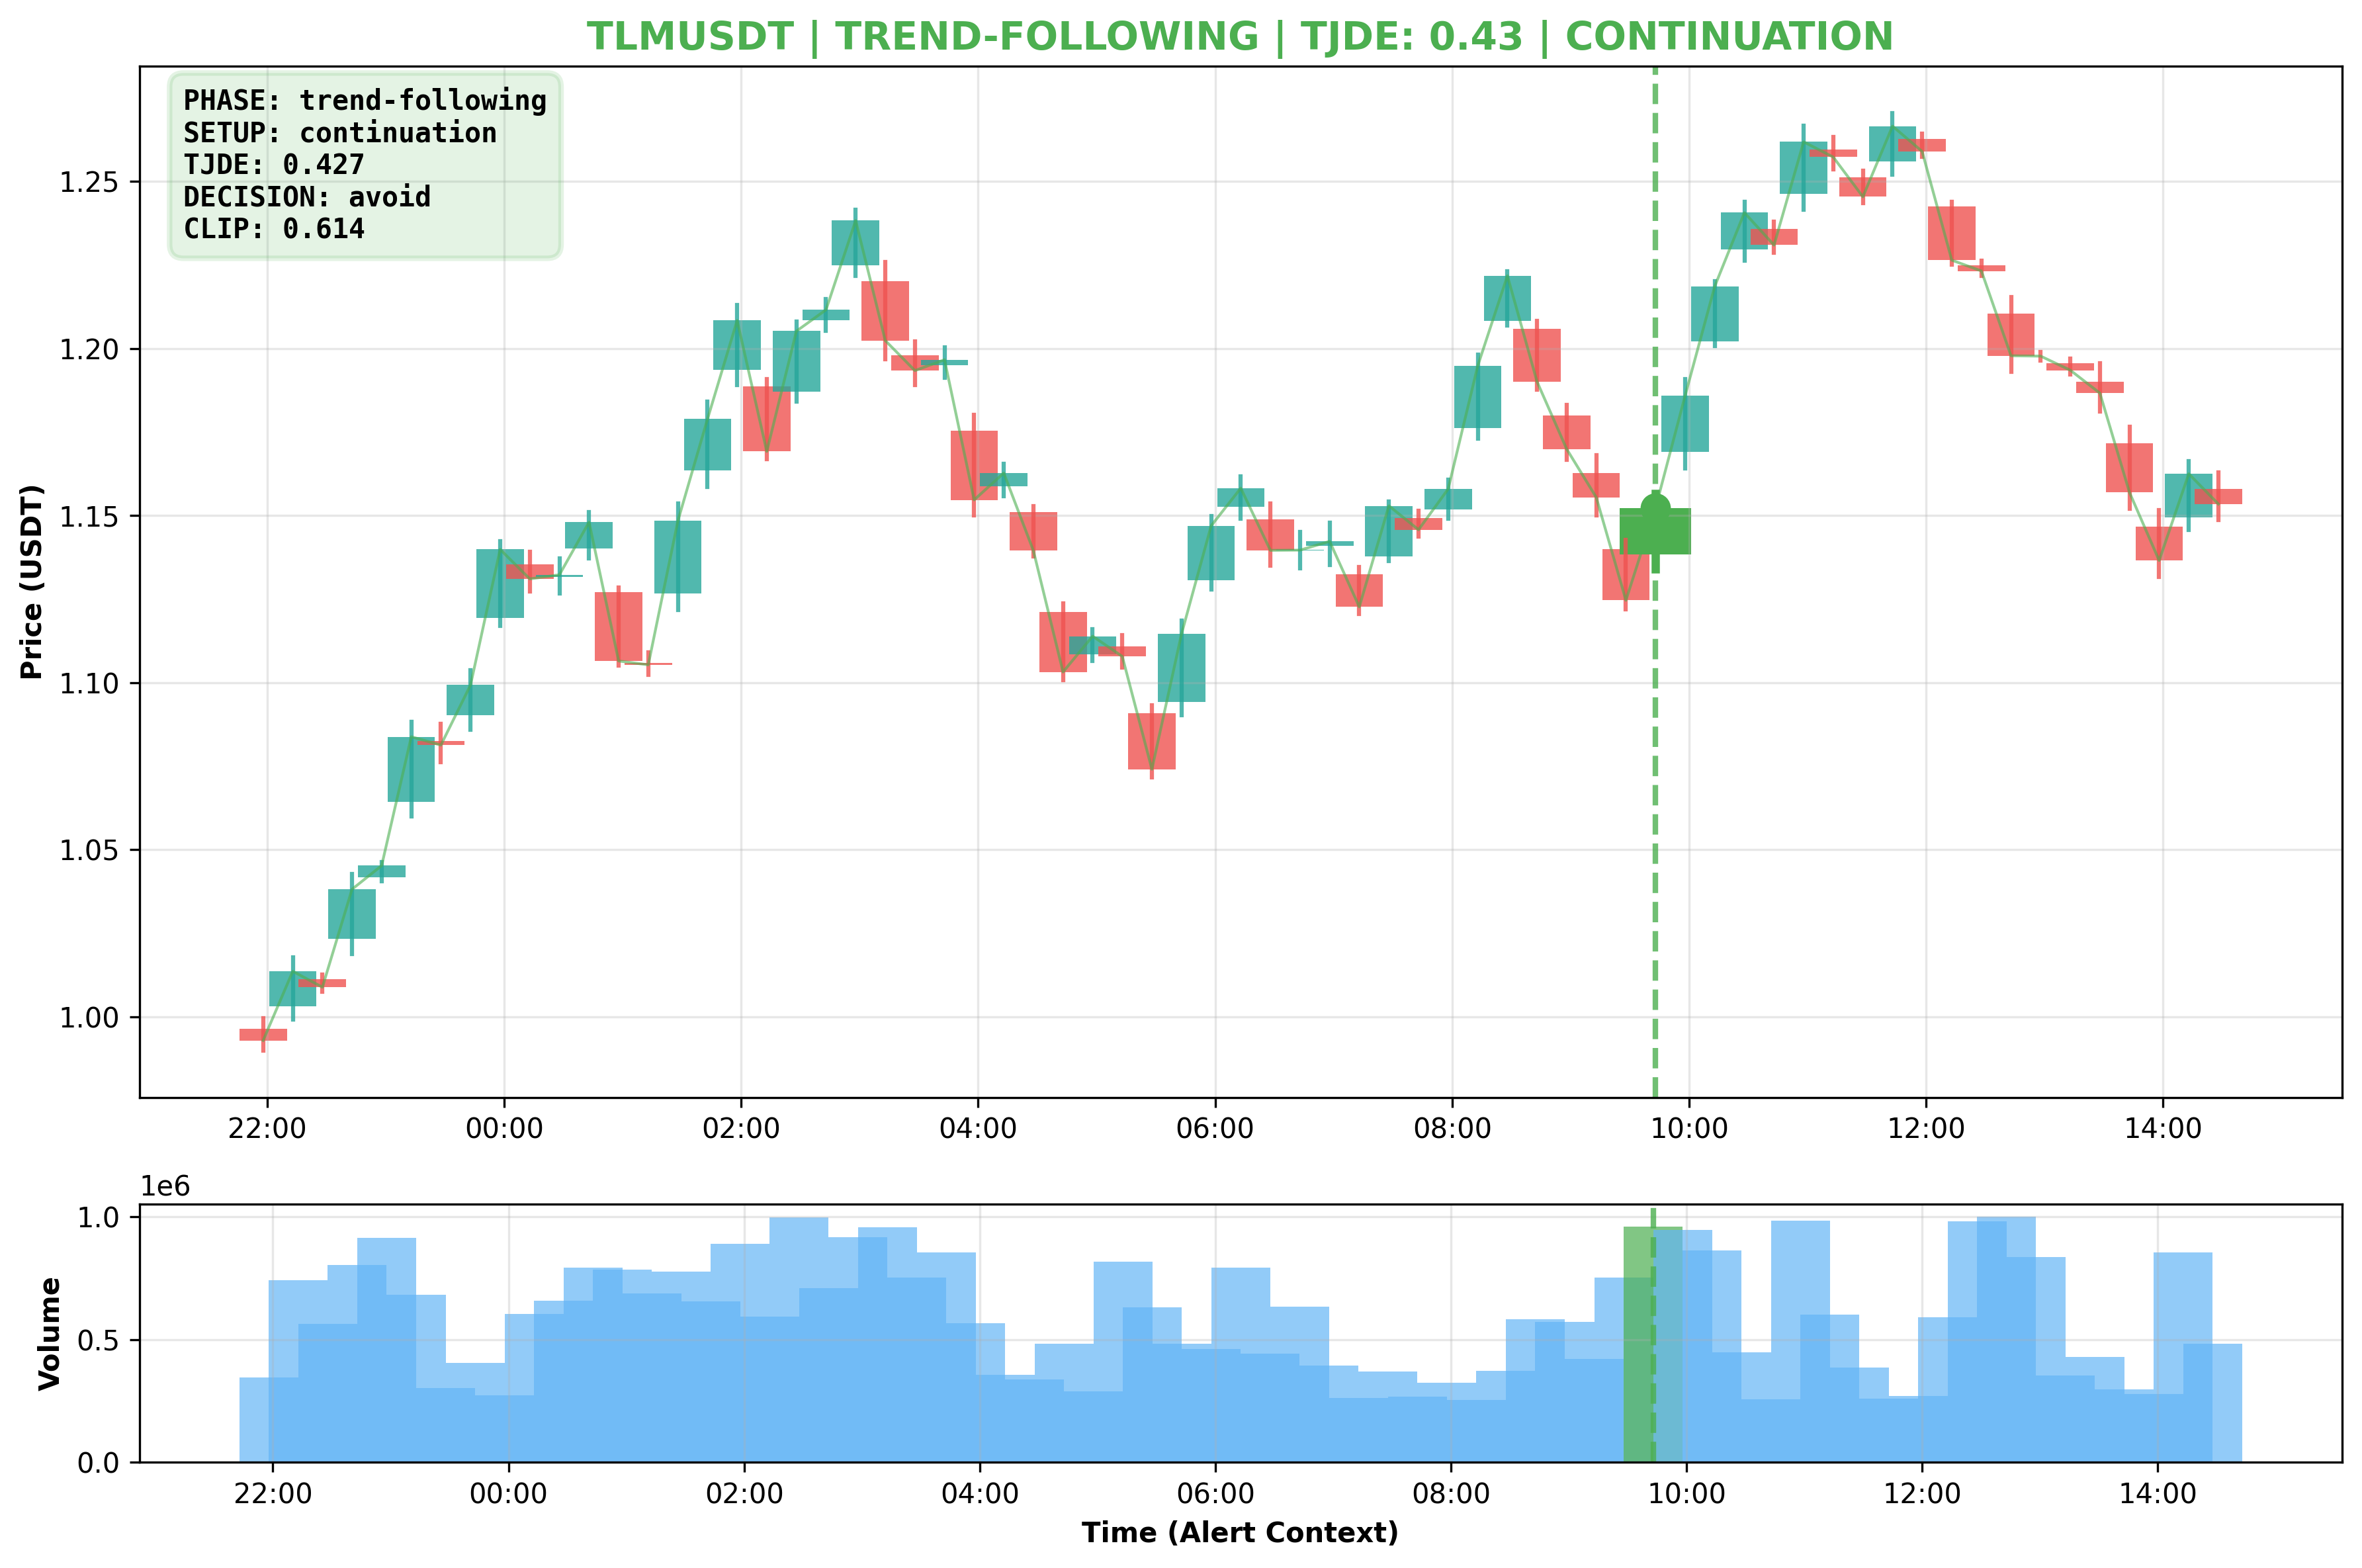 TLMUSDT | TREND-FOLLOWING | TJDE: 0.43 | CONTINUATION
PHASE: trend-following
SETUP: continuation
TJDE: 0.427
DECISION: avoid
CLIP: 0.614
Price (USDT)
1.25
1.20
1.15
1.10
1.05
1.00
22:00 00:00 02:00 04:00 06:00 08:00 10:00 12:00 14:00
1e6
Volume
1.0
0.5
0.0
22:00 00:00 02:00 04:00 06:00 08:00 10:00 12:00 14:00
Time (Alert Context)